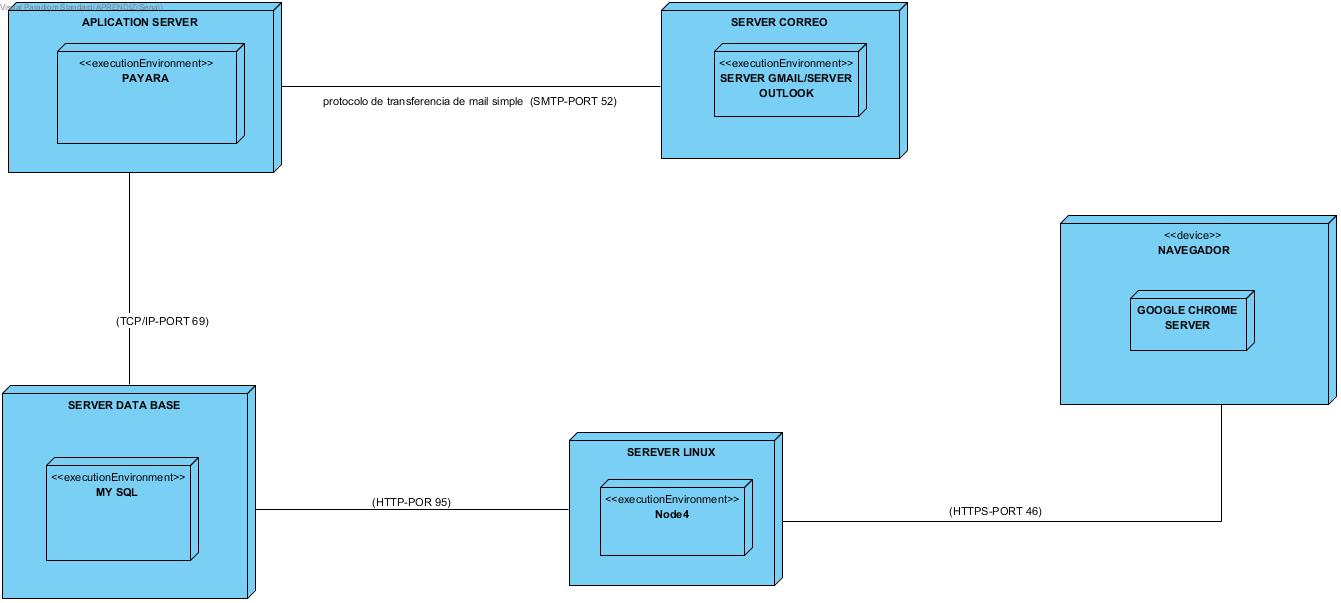 Visual Paradigm Standard(APRENDIZ(Sena))
APLICATION SERVER
<<executionEnvironment>>
PAYARA
SERVER CORREO
<<executionEnvironment>>
SERVER GMAIL/SERVER
OUTLOOK
protocolo de transferencia de mail simple (SMTP-PORT 52)
<<device>>
NAVEGADOR
GOOGLE CHROME
SERVER
(TCP/IP-PORT 69)
SERVER DATA BASE
<<executionEnvironment>>
MY SQL
(HTTP-POR 95)
SEREVER LINUX
<<executionEnvironment>>
Node4
(HTTPS-PORT 46)